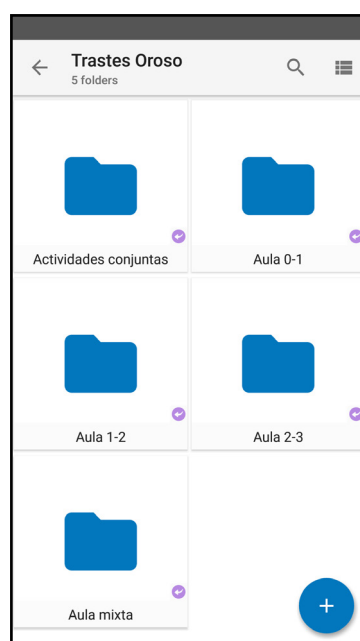 Trastes Oroso
5 folders
Actividades conjuntas
Aula 0-1
Aula 1-2
Aula 2-3
Aula mixta